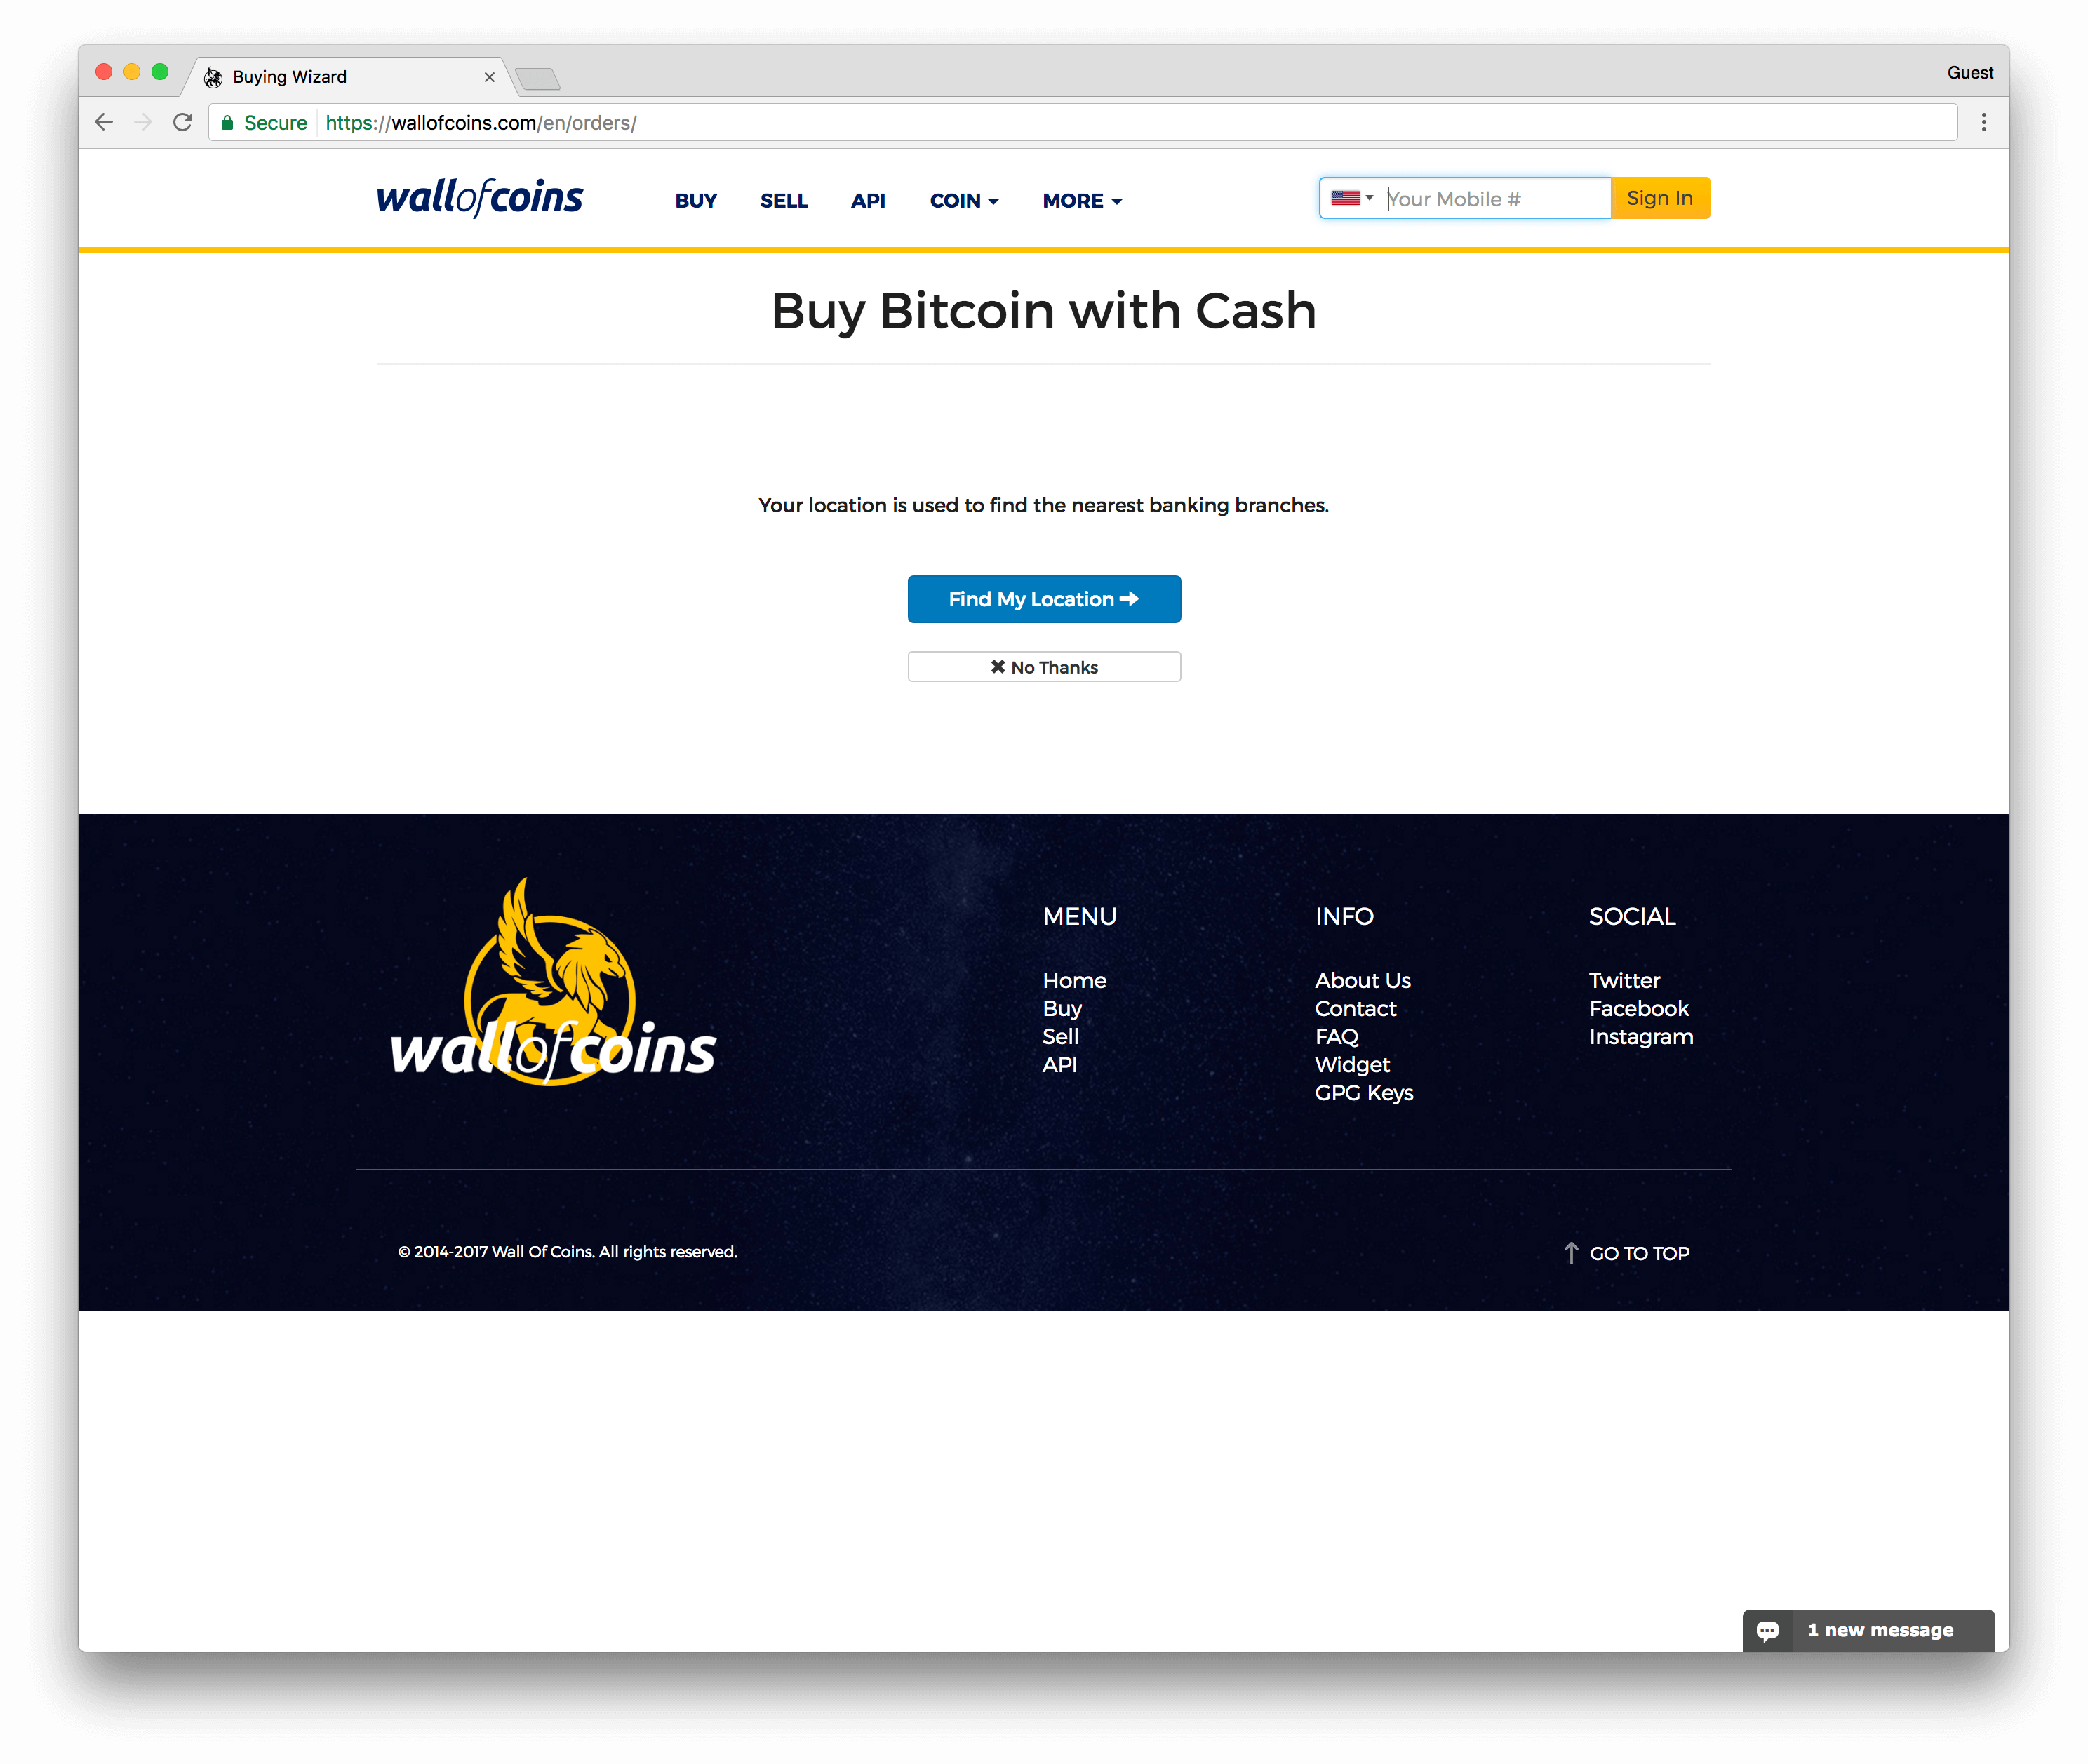 Buying Wizard
Guest
Secure https://wallofcoins.com/en/orders/
wallofcoins BUY SELL API COIN MORE Your Mobile # Sign In
Buy Bitcoin with Cash
Your location is used to find the nearest banking branches.
Find My Location
No Thanks
wallofcoins
MENU
Home
Buy
Sell
API
INFO
About Us
Contact
FAQ
Widget
GPG Keys
SOCIAL
Twitter
Facebook
Instagram
© 2014-2017 Wall Of Coins. All rights reserved.
GO TO TOP
1 new message